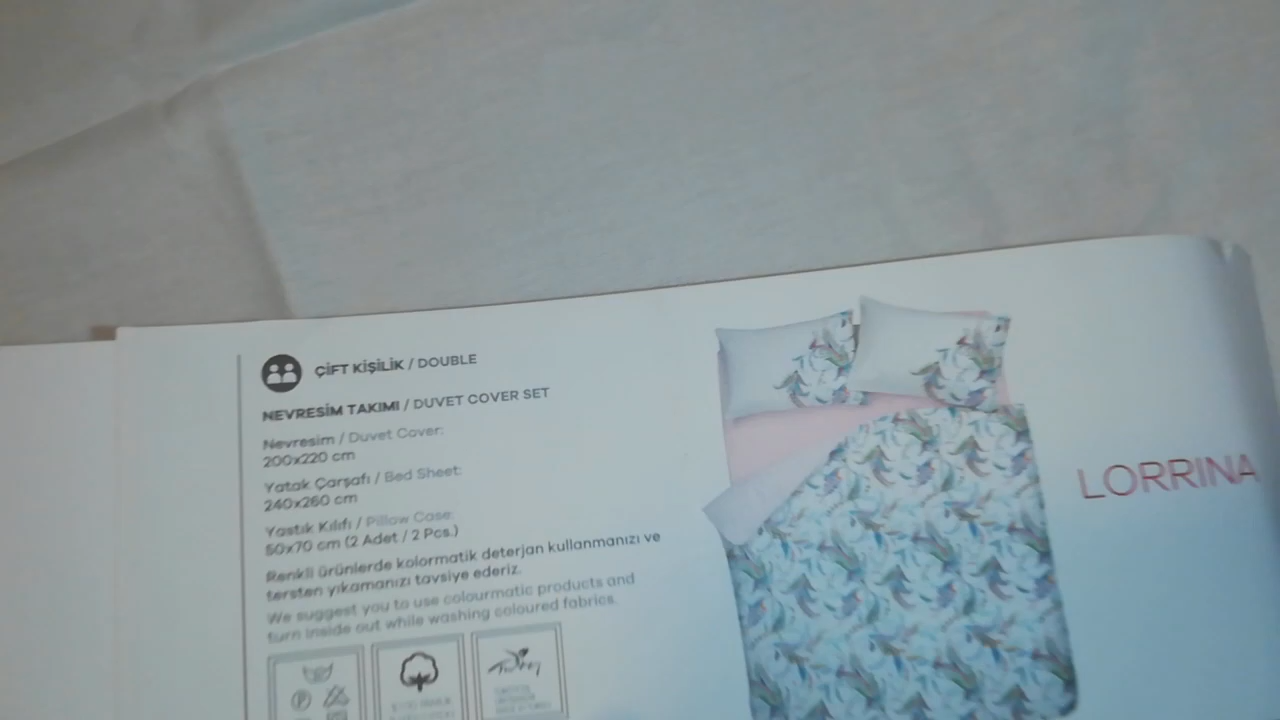 ÇİFT KİŞİLİK / DOUBLE
NEVRESİM TAKIMI / DUVET COVER SET
Nevresim / Duvet Cover:
200x220 cm
Yatak Çarşafı / Bed Sheet:
240x260 cm
Yastık Kılıfı / Pillow Case:
50x70 cm (2 Adet / 2 Pcs.)
Renkli ürünlerde kolormatik deterjan kullanmanızı ve
tersten yıkamanızı tavsiye ederiz.
We suggest you to use colourmatic products and
turn inside out while washing coloured fabrics.
P
LORRINA